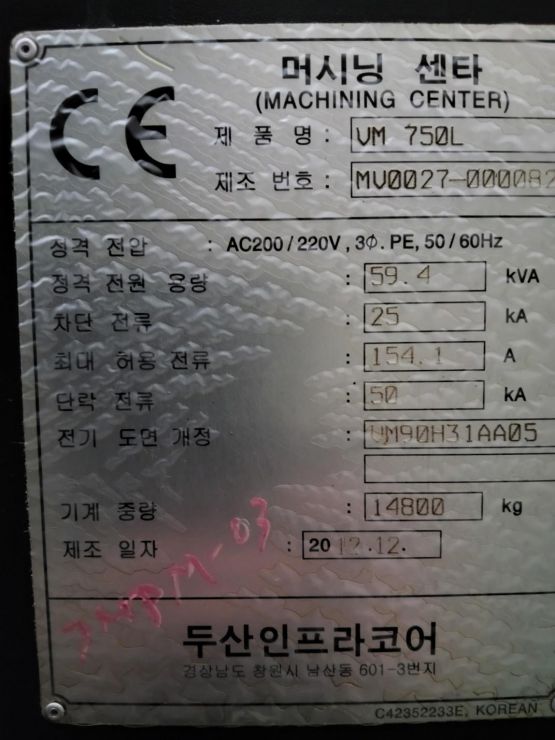 CE
머시닝 센타
(MACHINING CENTER)
제 품 명 : VM 750L
제조 번호 : MV0027-000082
정격 전압 : AC200/220V, 3Φ. PE, 50/60Hz
정격 전원 용량 : 59.4 kVA
차단 전류 : 25 kA
최대 허용 전류 : 154.1 A
단락 전류 : 50 kA
전기 도면 개정 : VM90H31AA05
기계 중량 : 14800 kg
제조 일자 : 2012.12.
두산인프라코어
경상남도 창원시 남산동 601-3번지
C42352233E, KOREAN